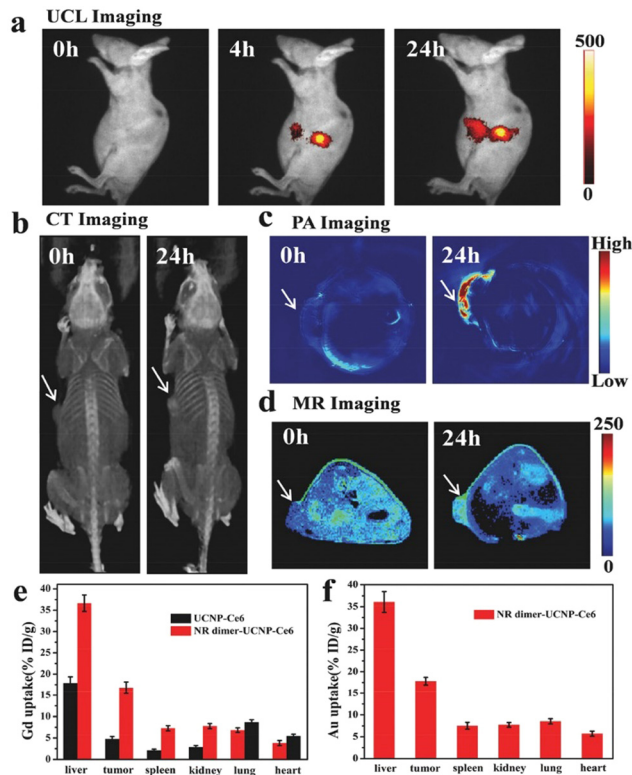 a UCL Imaging
0h 4h 24h
500
0
b CT Imaging
0h 24h
c PA Imaging
0h 24h
High
Low
d MR Imaging
0h 24h
250
0
e
Gd uptake(% ID/g)
40
35
30
25
20
15
10
5
0
UCNP-Ce6
NR dimer-UCNP-Ce6
liver tumor spleen kidney lung heart
f
Au uptake(% ID/g)
40
35
30
25
20
15
10
5
0
NR dimer-UCNP-Ce6
liver tumor spleen kidney lung heart